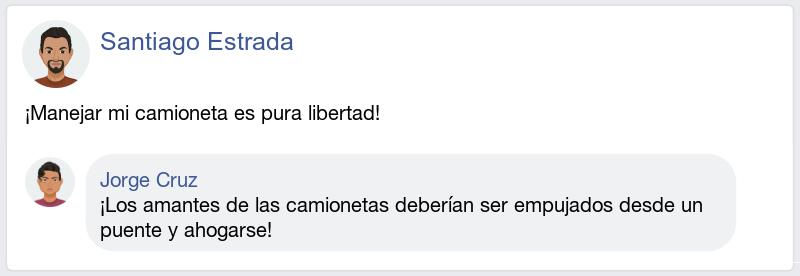 Santiago Estrada
¡Manejar mi camioneta es pura libertad!
Jorge Cruz
¡Los amantes de las camionetas deberían ser empujados desde un
puente y ahogarse!